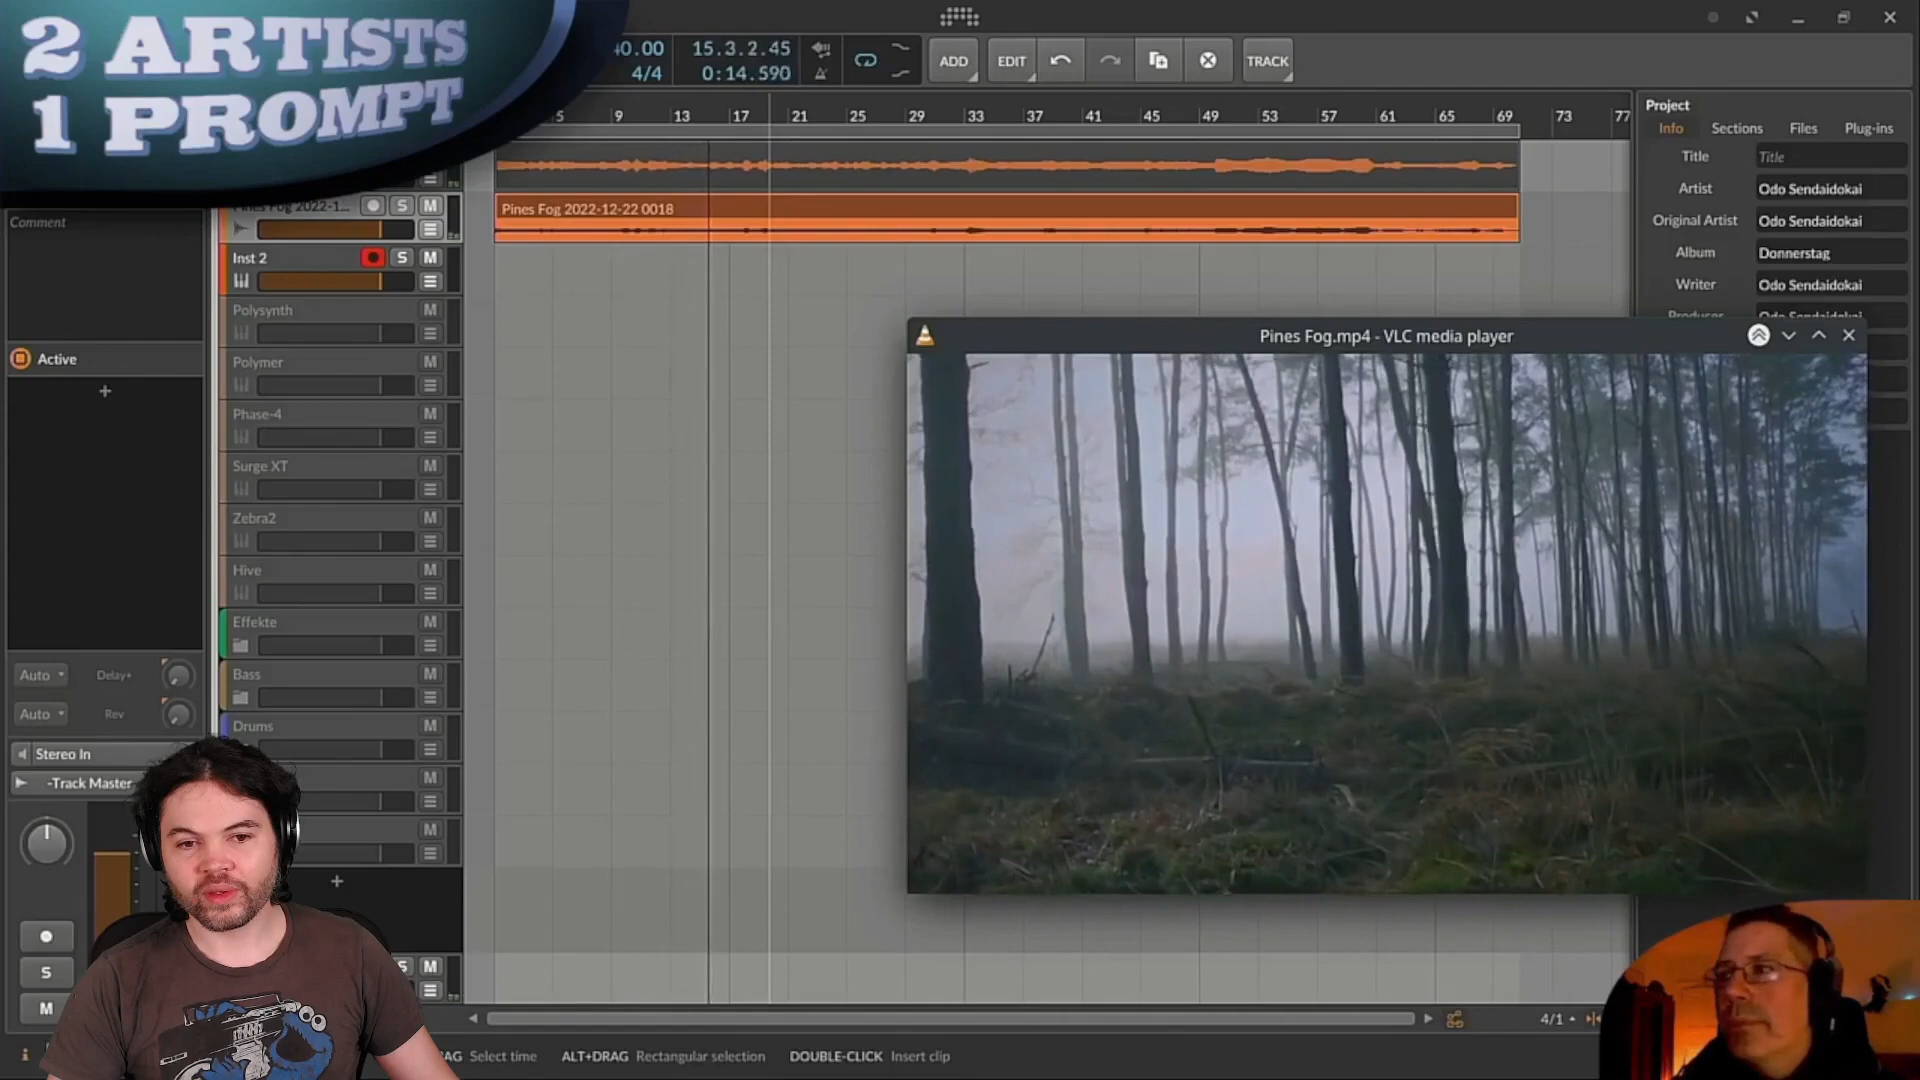 2 ARTISTS
1 PROMPT
40.00
4/4
15.3.2.45
0:14.590
ADD
EDIT
TRACK
5 9 13 17 21 25 29 33 37 41 45 49 53 57 61 65 69 73 77
Project
Info Sections Files Plug-ins
Title Title
Artist Odo Sendaidokai
Original Artist Odo Sendaidokai
Album Donnerstag
Writer Odo Sendaidokai
Comment
Pines Fog 2022-1... S M
Pines Fog 2022-12-22 0018
Inst 2 S M
Polysynth M
Polymer M
Phase-4 M
Surge XT M
Zebra2 M
Hive M
Effekte M
Bass M
Drums M
M
M
S M
Active
Auto Delay+
Auto Rev
Stereo In
-Track Master
S
M
Pines Fog.mp4 - VLC media player
4/1
Select time ALT+DRAG Rectangular selection DOUBLE-CLICK Insert clip